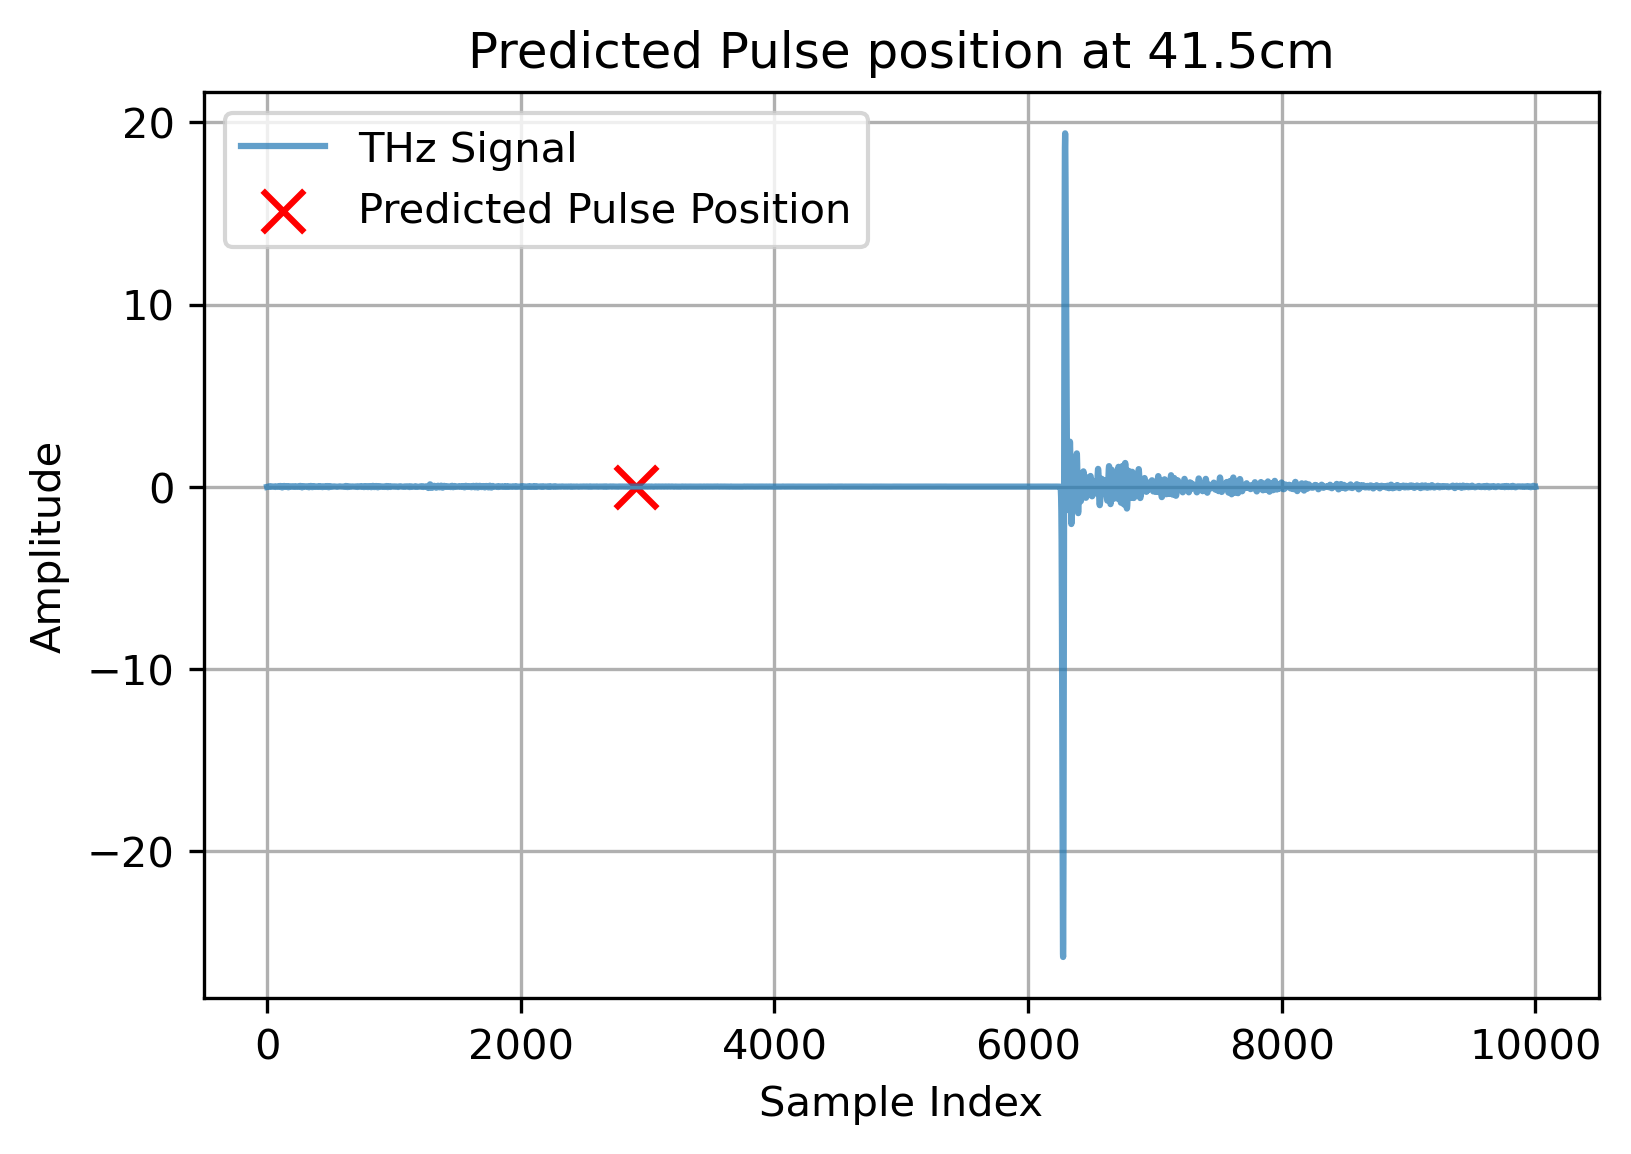 Predicted Pulse position at 41.5cm
THz Signal
Predicted Pulse Position
20
10
0
−10
−20
Amplitude
0 2000 4000 6000 8000 10000
Sample Index